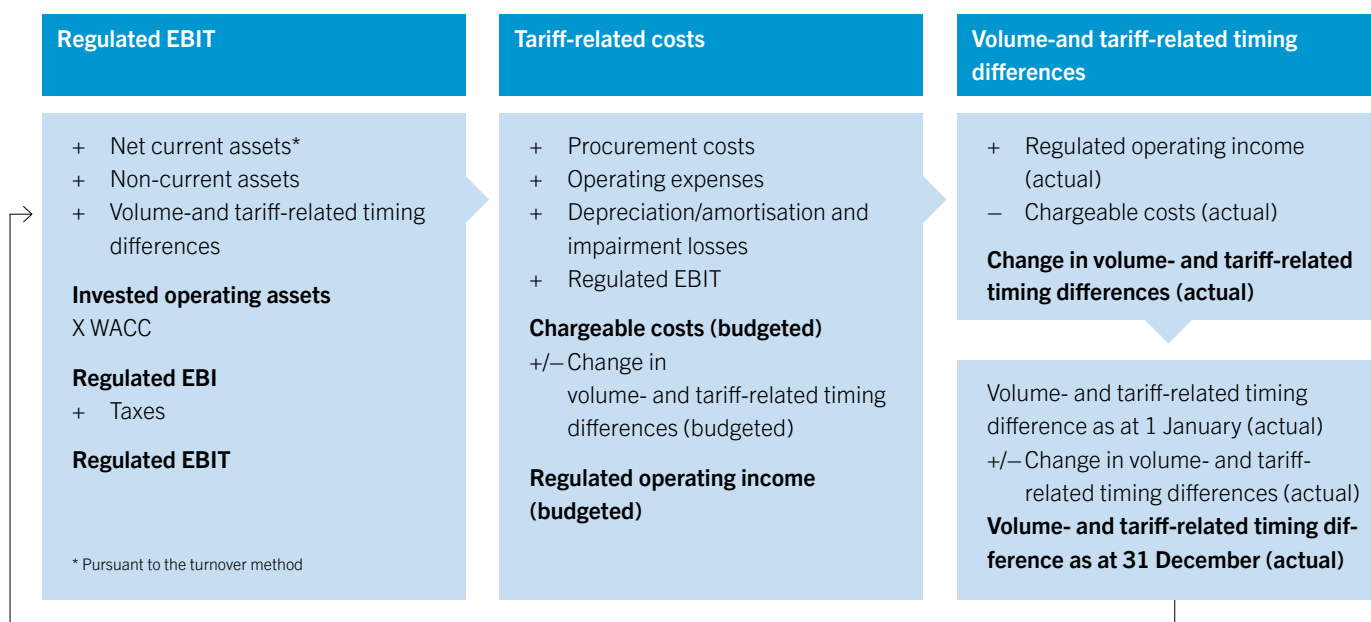 Regulated EBIT
+ Net current assets*
+ Non-current assets
+ Volume-and tariff-related timing
differences
Invested operating assets
X WACC
Regulated EBI
+ Taxes
Regulated EBIT
* Pursuant to the turnover method
Tariff-related costs
+ Procurement costs
+ Operating expenses
+ Depreciation/amortisation and
impairment losses
+ Regulated EBIT
Chargeable costs (budgeted)
+/– Change in
volume- and tariff-related timing
differences (budgeted)
Regulated operating income
(budgeted)
Volume-and tariff-related timing
differences
+ Regulated operating income
(actual)
– Chargeable costs (actual)
Change in volume- and tariff-related
timing differences (actual)
Volume- and tariff-related timing
difference as at 1 January (actual)
+/– Change in volume- and tariff-
related timing differences (actual)
Volume- and tariff-related timing dif-
ference as at 31 December (actual)